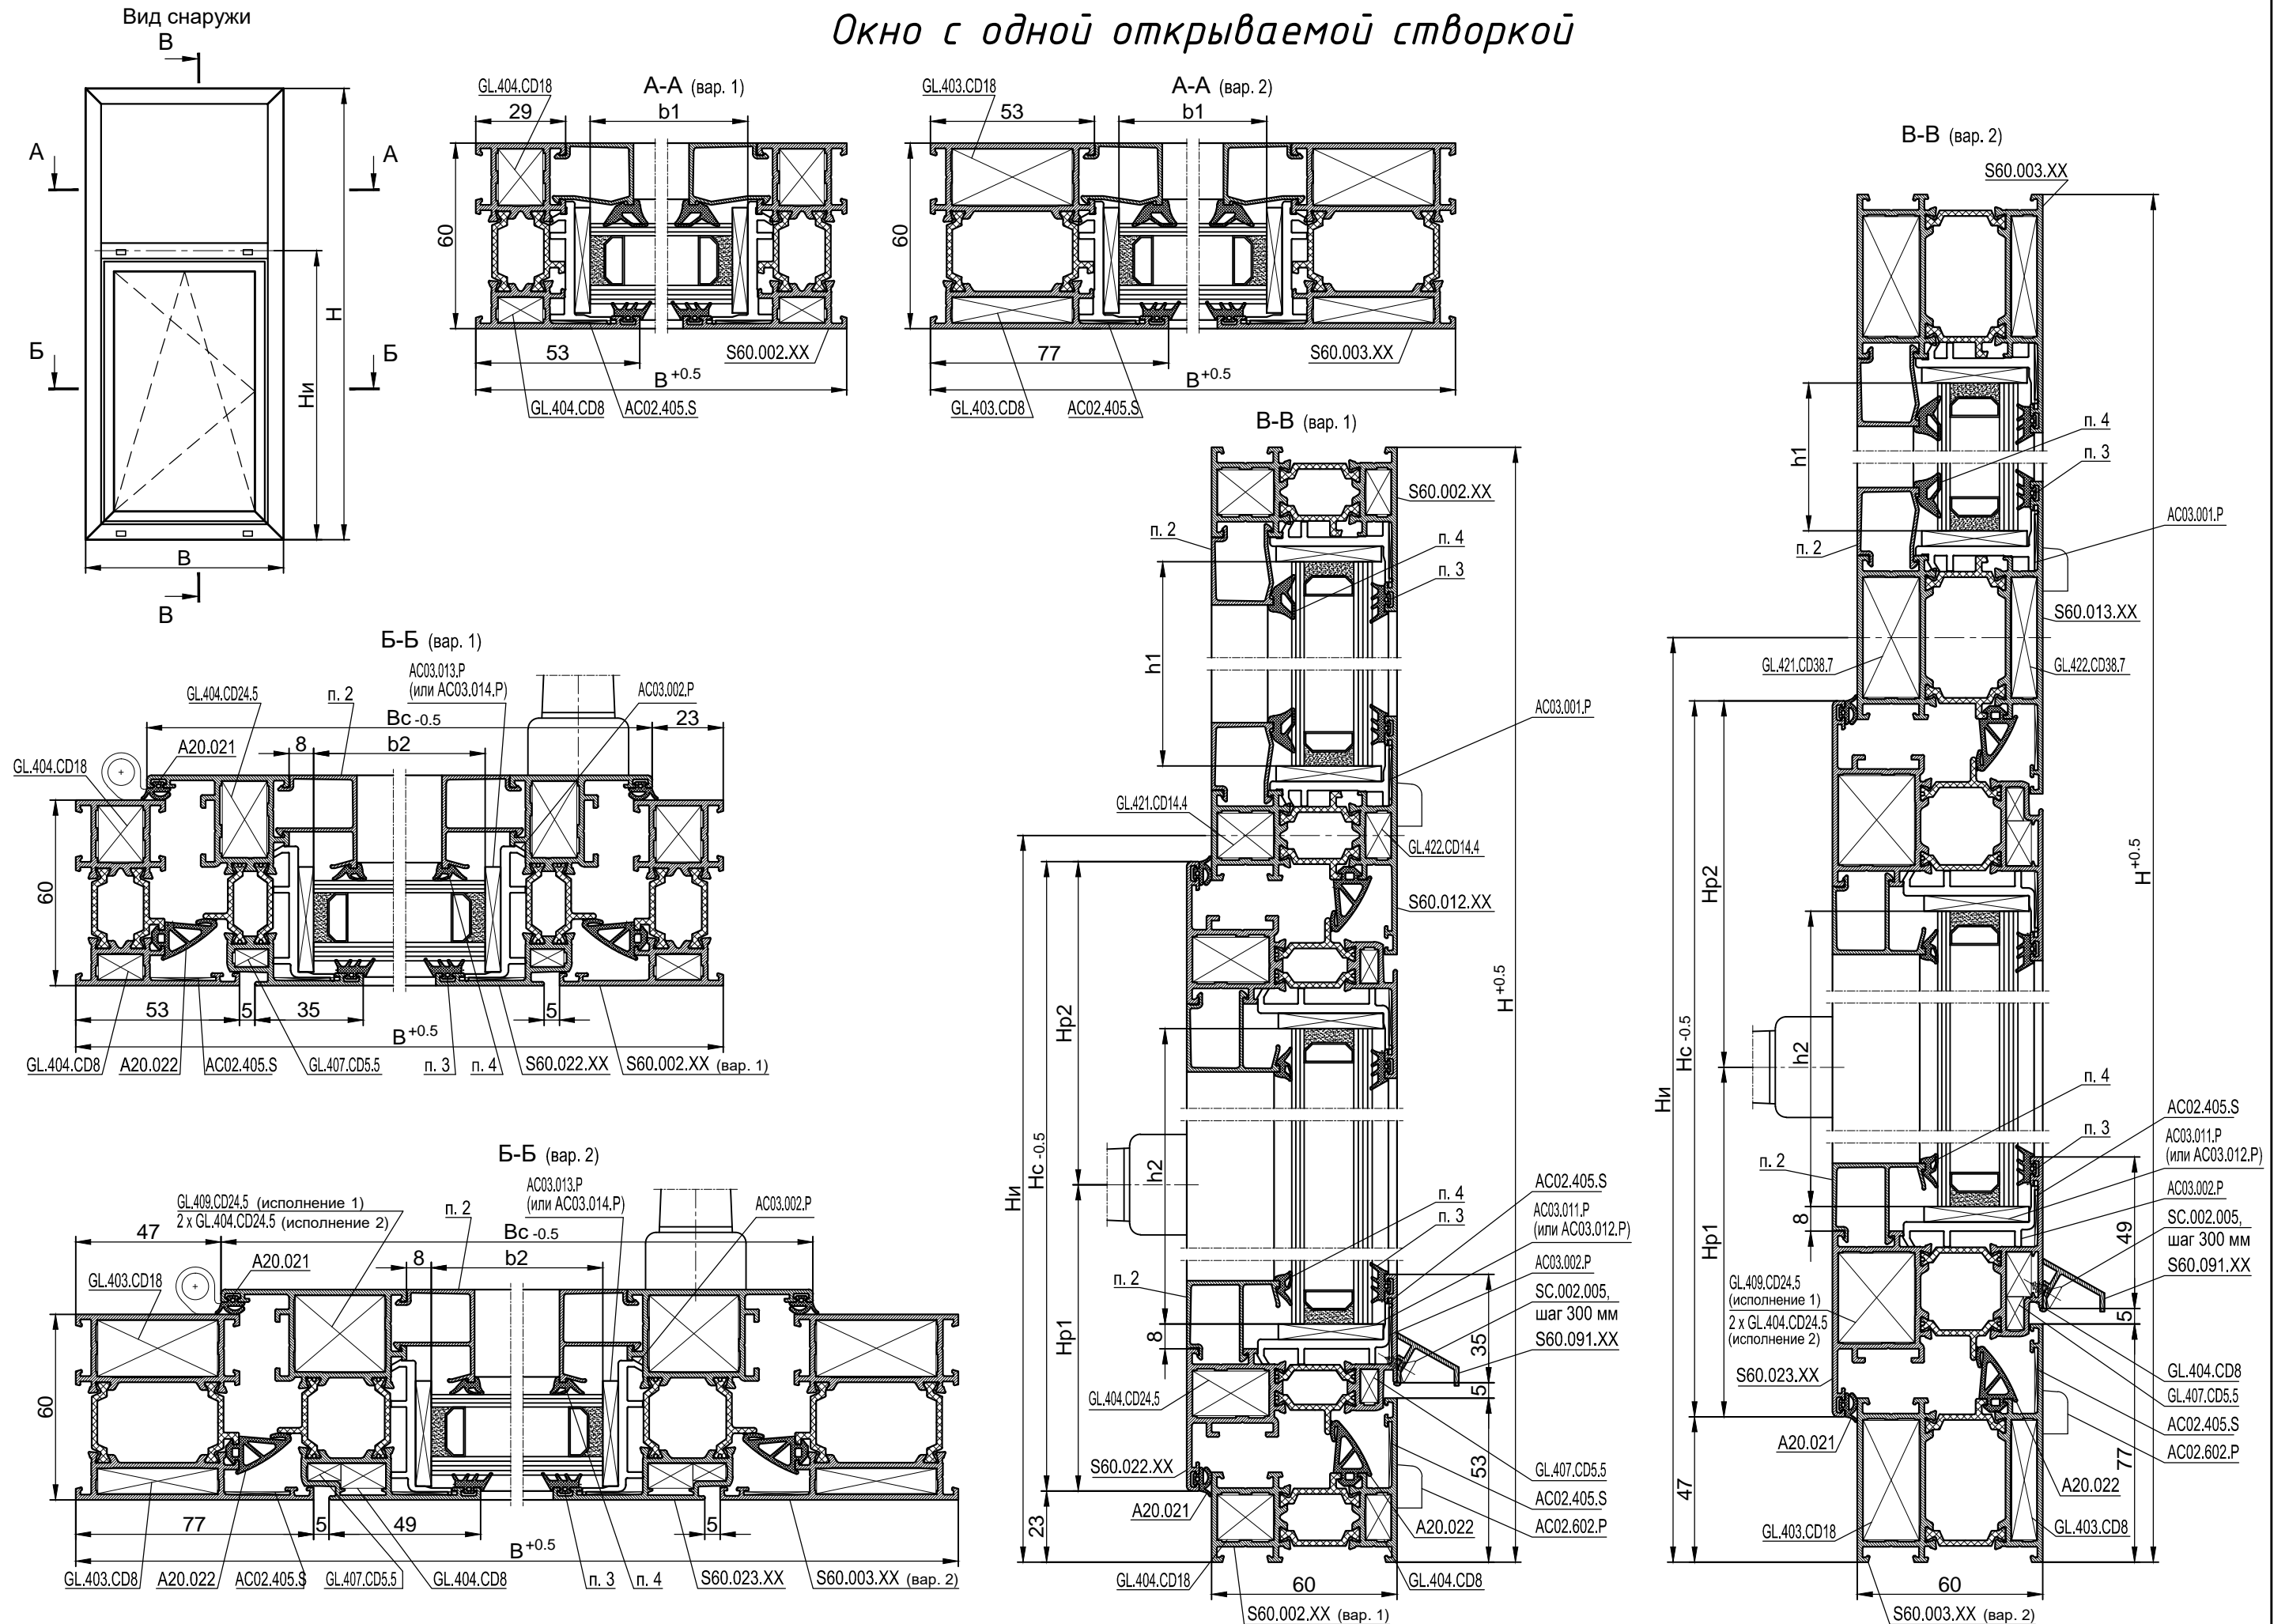 Окно с одной открываемой створкой
Вид снаружи
В
А
А
Б
Б
Ни
Н
В
В
А-А (вар. 1)
GL.404.CD18
29
b1
60
53
S60.002.XX
B +0.5
GL.404.CD8
AC02.405.S
А-А (вар. 2)
GL.403.CD18
53
b1
60
77
S60.003.XX
B +0.5
GL.403.CD8
AC02.405.S
Б-Б (вар. 1)
AC03.013.P
(или AC03.014.P)
GL.404.CD24.5
п. 2
AC03.002.P
Bc -0.5
23
A20.021
8
b2
GL.404.CD18
60
53
5
35
5
B +0.5
GL.404.CD8
A20.022
AC02.405.S
GL.407.CD5.5
п. 3
п. 4
S60.022.XX
S60.002.XX (вар. 1)
Б-Б (вар. 2)
AC03.013.P
(или AC03.014.P)
GL.409.CD24.5 (исполнение 1)
2 x GL.404.CD24.5 (исполнение 2)
п. 2
AC03.002.P
47
Bc -0.5
A20.021
8
b2
GL.403.CD18
60
77
5
49
5
B +0.5
GL.403.CD8
A20.022
AC02.405.S
GL.407.CD5.5
GL.404.CD8
п. 3
п. 4
S60.023.XX
S60.003.XX (вар. 2)
В-В (вар. 1)
S60.002.XX
п. 2
п. 4
п. 3
h1
AC03.001.P
GL.421.CD14.4
GL.422.CD14.4
S60.012.XX
H +0.5
Hp2
Hc -0.5
Ни
h2
AC02.405.S
п. 4
AC03.011.P
(или AC03.012.P)
п. 3
AC03.002.P
п. 2
SC.002.005,
шаг 300 мм
S60.091.XX
8
35
5
Hp1
GL.404.CD24.5
53
S60.022.XX
GL.407.CD5.5
AC02.405.S
A20.021
A20.022
AC02.602.P
23
GL.404.CD18
60
GL.404.CD8
S60.002.XX (вар. 1)
В-В (вар. 2)
S60.003.XX
п. 4
h1
п. 3
AC03.001.P
п. 2
S60.013.XX
GL.421.CD38.7
GL.422.CD38.7
H +0.5
Hp2
Hc -0.5
Ни
h2
п. 4
AC02.405.S
п. 3
AC03.011.P
(или AC03.012.P)
п. 2
AC03.002.P
8
49
SC.002.005,
шаг 300 мм
Hp1
S60.091.XX
GL.409.CD24.5
(исполнение 1)
2 x GL.404.CD24.5
(исполнение 2)
5
S60.023.XX
GL.404.CD8
GL.407.CD5.5
AC02.405.S
A20.021
77
AC02.602.P
A20.022
47
GL.403.CD18
GL.403.CD8
60
S60.003.XX (вар. 2)